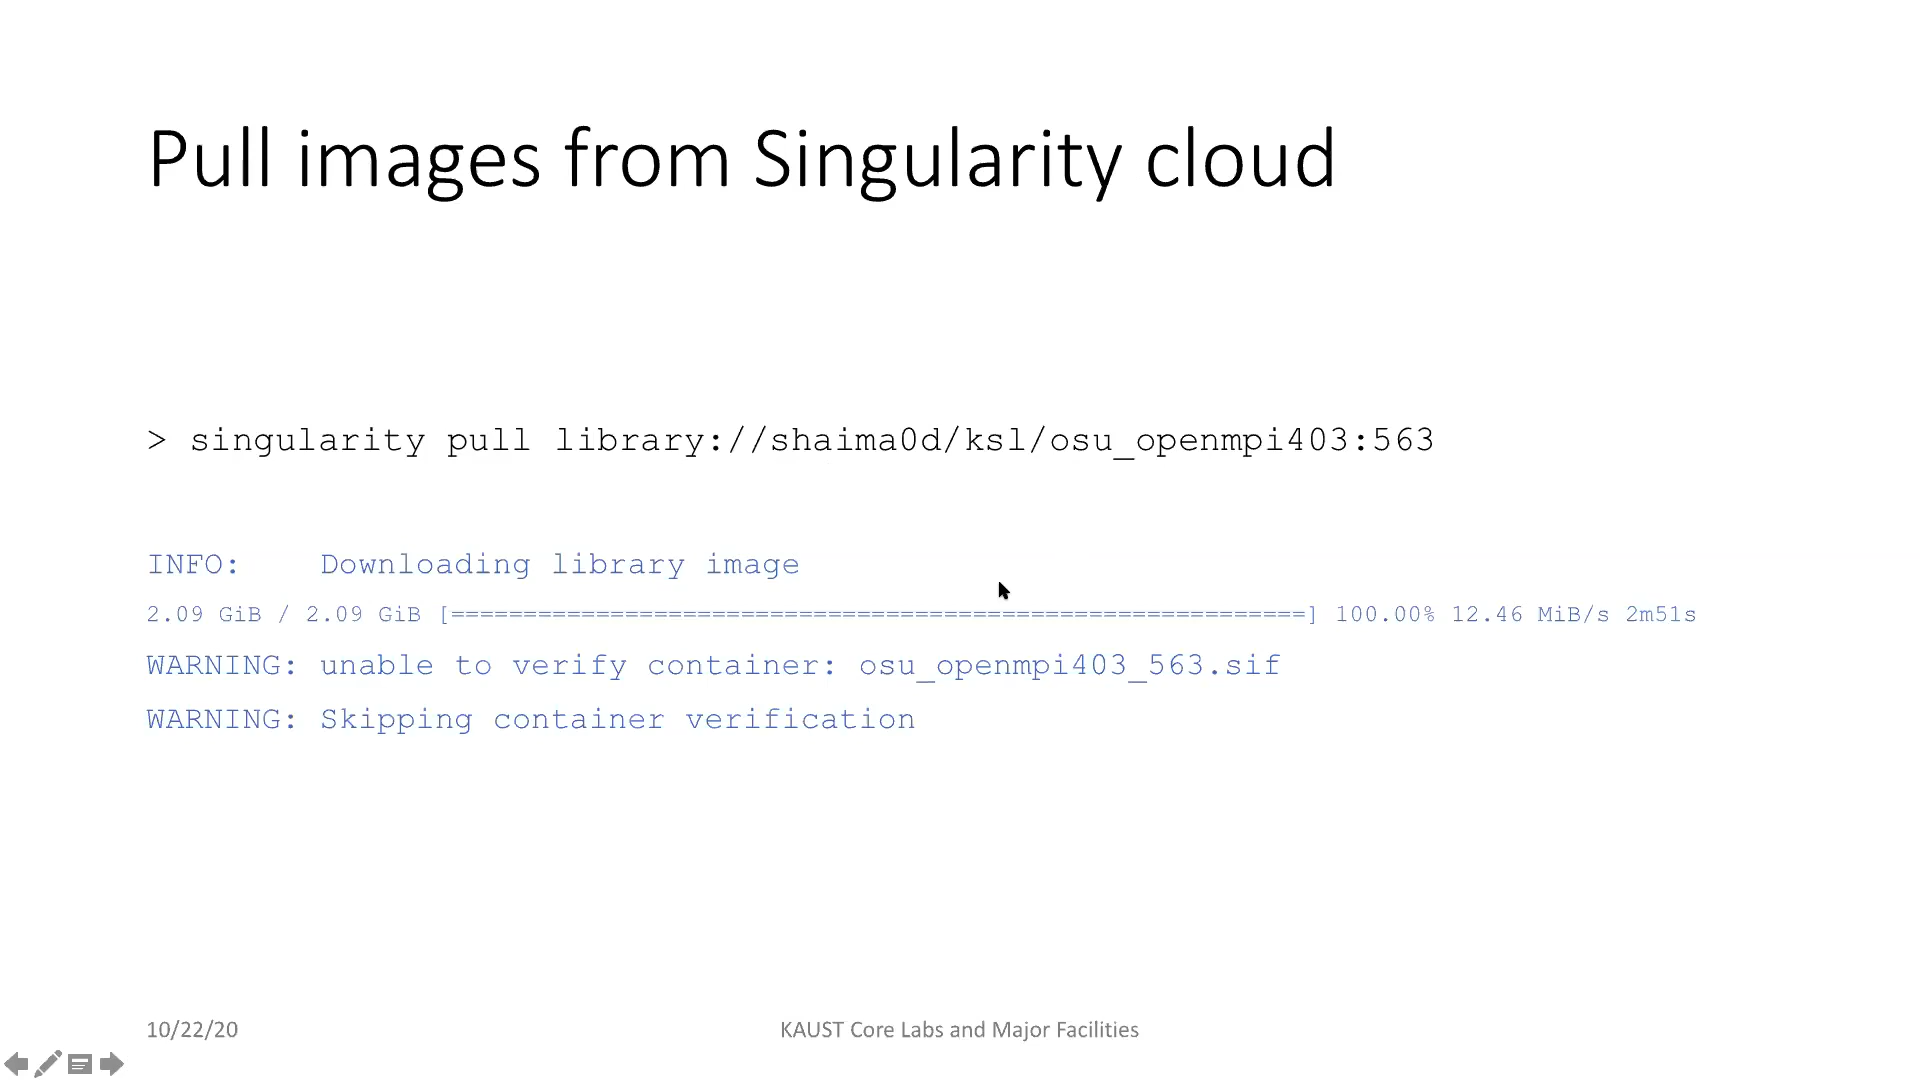 Pull images from Singularity cloud
> singularity pull library://shaima0d/ksl/osu_openmpi403:563
INFO:    Downloading library image
2.09 GiB / 2.09 GiB [===========================================================] 100.00% 12.46 MiB/s 2m51s
WARNING: unable to verify container: osu_openmpi403_563.sif
WARNING: Skipping container verification
10/22/20
KAUST Core Labs and Major Facilities